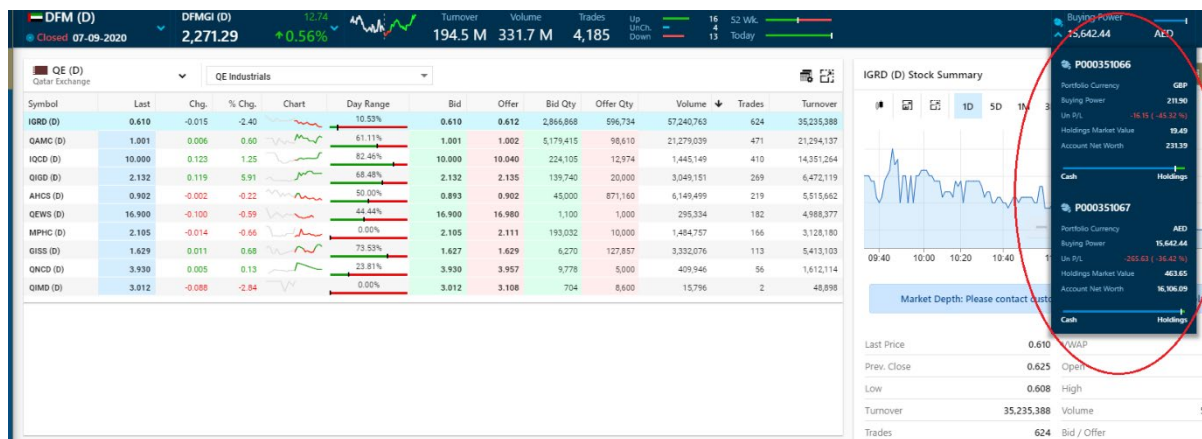 DFM (D)
Closed 07-09-2020
DFMGI (D)
2,271.29
12.74
0.56%
Turnover
194.5 M
Volume
331.7 M
Trades
4,185
Up 16
UnCh. 4
Down 13
52 Wk.
Today
Buying Power
15,642.44 AED
QE (D)
Qatar Exchange
QE Industrials
Symbol Last Chg. % Chg. Chart Day Range Bid Offer Bid Qty Offer Qty Volume Trades Turnover
IGRD (D) 0.610 -0.015 -2.40 10.53% 0.610 0.612 2,866,868 596,734 57,240,763 624 35,235,388
QAMC (D) 1.001 0.006 0.60 61.11% 1.001 1.002 5,179,415 98,610 21,279,039 471 21,294,137
IQCD (D) 10.000 0.123 1.25 82.46% 10.000 10.040 224,105 12,974 1,445,149 410 14,351,264
QIGD (D) 2.132 0.119 5.91 68.48% 2.132 2.135 139,740 20,000 3,049,151 269 6,472,119
AHCS (D) 0.902 -0.002 -0.22 50.00% 0.893 0.902 45,000 871,160 6,149,499 219 5,515,662
QEWS (D) 16.900 -0.100 -0.59 44.44% 16.900 16.980 1,100 1,000 295,334 182 4,988,377
MPHC (D) 2.105 -0.014 -0.66 0.00% 2.105 2.111 193,032 10,000 1,484,757 166 3,128,180
GISS (D) 1.629 0.011 0.68 73.53% 1.627 1.629 6,270 127,857 3,332,076 113 5,413,103
QNCD (D) 3.930 0.005 0.13 23.81% 3.930 3.957 9,778 5,000 409,946 56 1,612,114
QIMD (D) 3.012 -0.088 -2.84 0.00% 3.012 3.108 704 8,600 15,796 2 48,898
IGRD (D) Stock Summary
1D 5D 1M
09:40 10:00 10:20 10:40
Market Depth: Please contact
Last Price 0.610 VWAP
Prev. Close 0.625 Open
Low 0.608 High
Turnover 35,235,388 Volume
Trades 624 Bid / Offer
P000351066
Portfolio Currency GBP
Buying Power 211.90
Un P/L -16.15 ( -45.32 %)
Holdings Market Value 19.49
Account Net Worth 231.39
Cash Holdings
P000351067
Portfolio Currency AED
Buying Power 15,642.44
Un P/L -265.63 ( -36.42 %)
Holdings Market Value 463.65
Account Net Worth 16,106.09
Cash Holdings